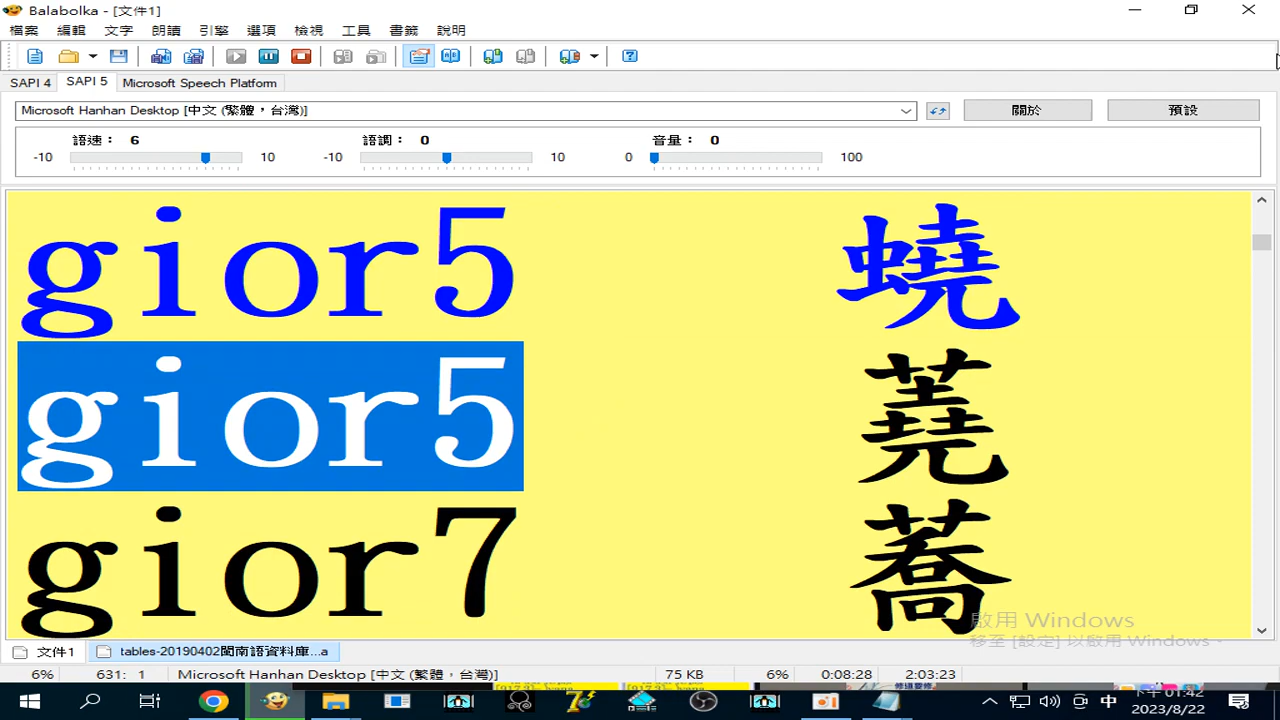 Balabolka - [文件1]
檔案 編輯 文字 朗讀 引擎 選項 檢視 工具 書籤 說明
SAPI 4 SAPI 5 Microsoft Speech Platform
Microsoft Hanhan Desktop [中文 (繁體，台灣)] 關於 預設
語速： 6 語調： 0 音量： 0
-10 10 -10 10 0 100
gior5 蟯
gior5 蕘
gior7 蕎
啟用 Windows
移至 [設定] 以啟用 Windows。
文件1 tables-20190402閩南語資料庫...a
6% 631: 1 Microsoft Hanhan Desktop [中文 (繁體，台灣)] 75 KB 6% 0:08:28 2:03:23
中 下午 01:42
2023/8/22